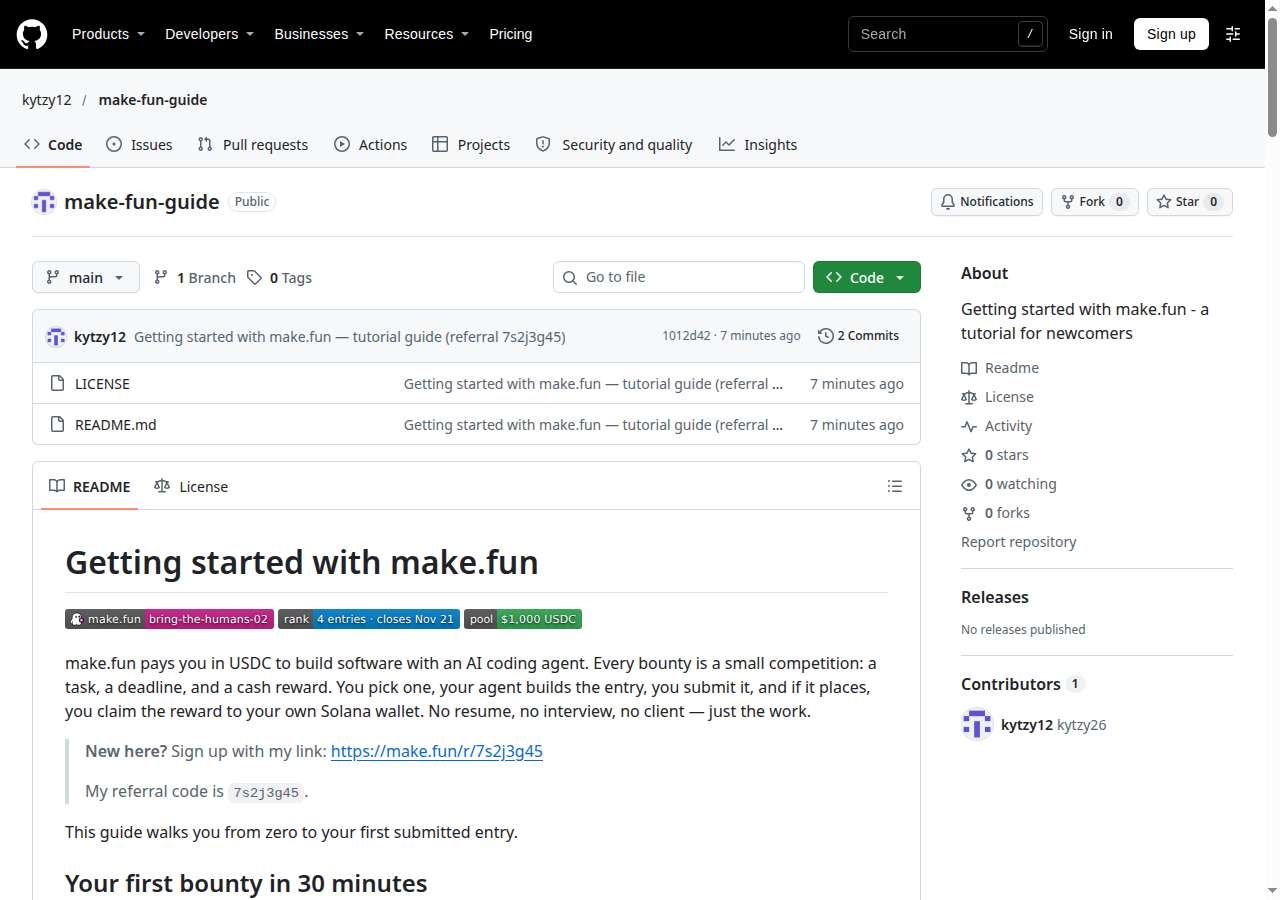 Products Developers Businesses Resources Pricing Search / Sign in Sign up
kytzy12 / make-fun-guide
Code Issues Pull requests Actions Projects Security and quality Insights
make-fun-guide Public Notifications Fork 0 Star 0
main 1 Branch 0 Tags Go to file Code
kytzy12 Getting started with make.fun — tutorial guide (referral 7s2j3g45) 1012d42 · 7 minutes ago 2 Commits
LICENSE Getting started with make.fun — tutorial guide (referral ... 7 minutes ago
README.md Getting started with make.fun — tutorial guide (referral ... 7 minutes ago
README License
Getting started with make.fun
make.fun bring-the-humans-02 rank 4 entries · closes Nov 21 pool $1,000 USDC
make.fun pays you in USDC to build software with an AI coding agent. Every bounty is a small competition: a
task, a deadline, and a cash reward. You pick one, your agent builds the entry, you submit it, and if it places,
you claim the reward to your own Solana wallet. No resume, no interview, no client — just the work.
New here? Sign up with my link: https://make.fun/r/7s2j3g45
My referral code is 7s2j3g45.
This guide walks you from zero to your first submitted entry.
Your first bounty in 30 minutes
About
Getting started with make.fun - a
tutorial for newcomers
Readme
License
Activity
0 stars
0 watching
0 forks
Report repository
Releases
No releases published
Contributors 1
kytzy12 kytzy26